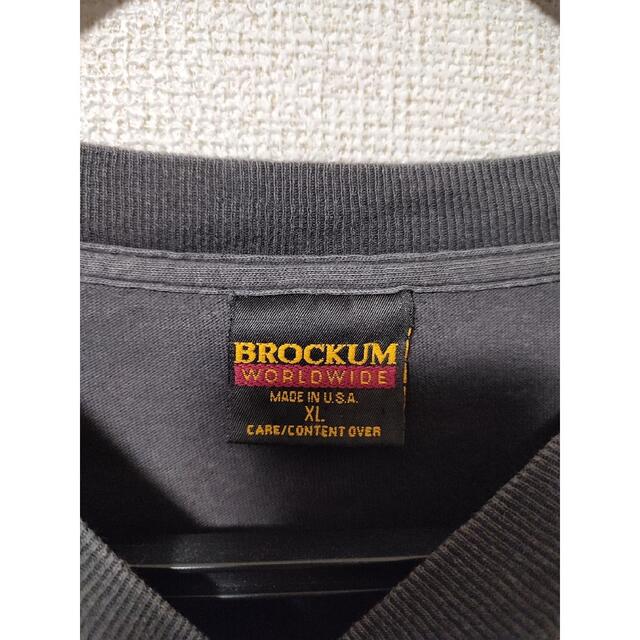 BROCKUM
WORLDWIDE
MADE IN U.S.A.
XL
CARE/CONTENT OVER